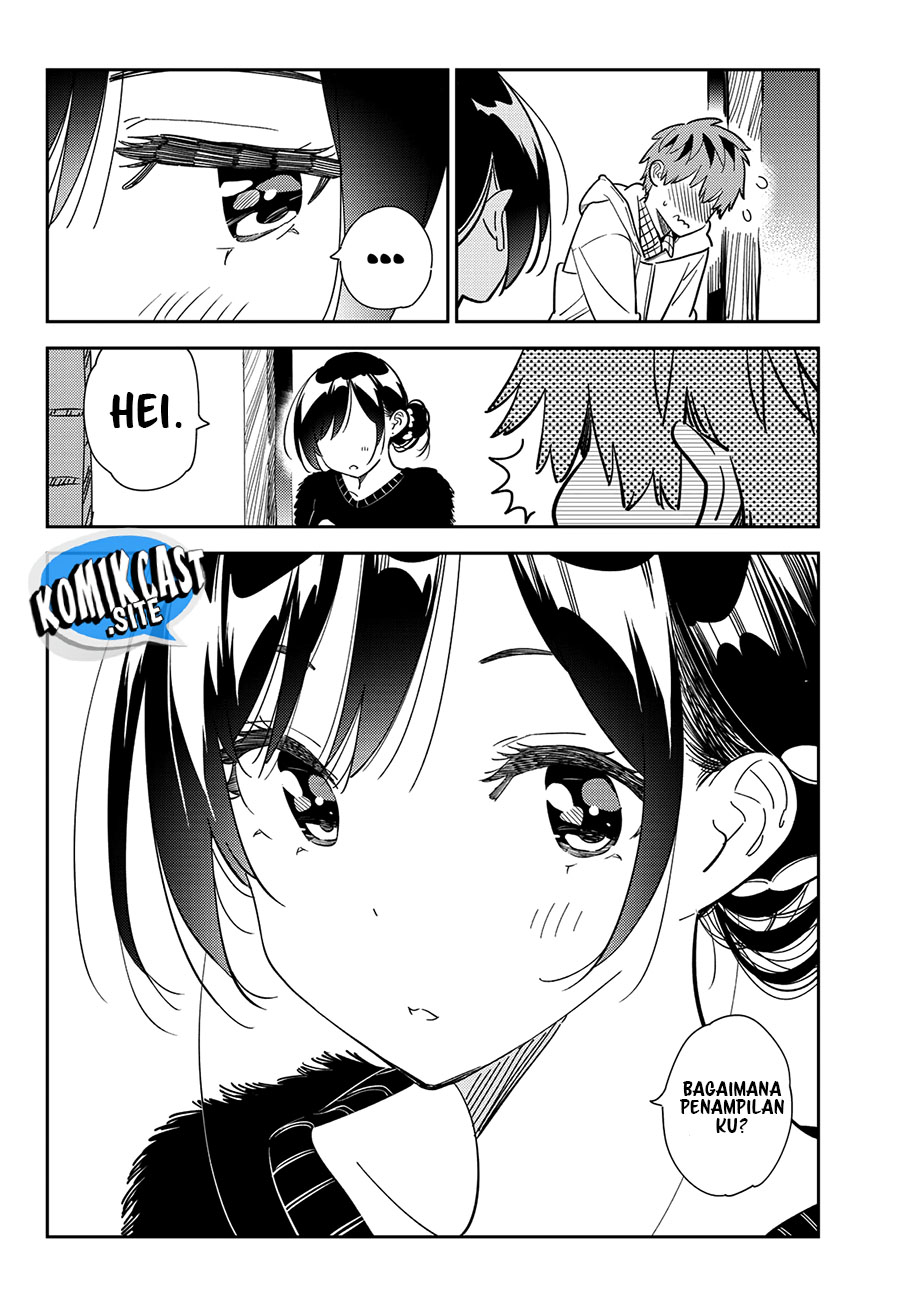 ...
HEI.
KOMIKCAST
.SITE
BAGAIMANA
PENAMPILAN
KU?